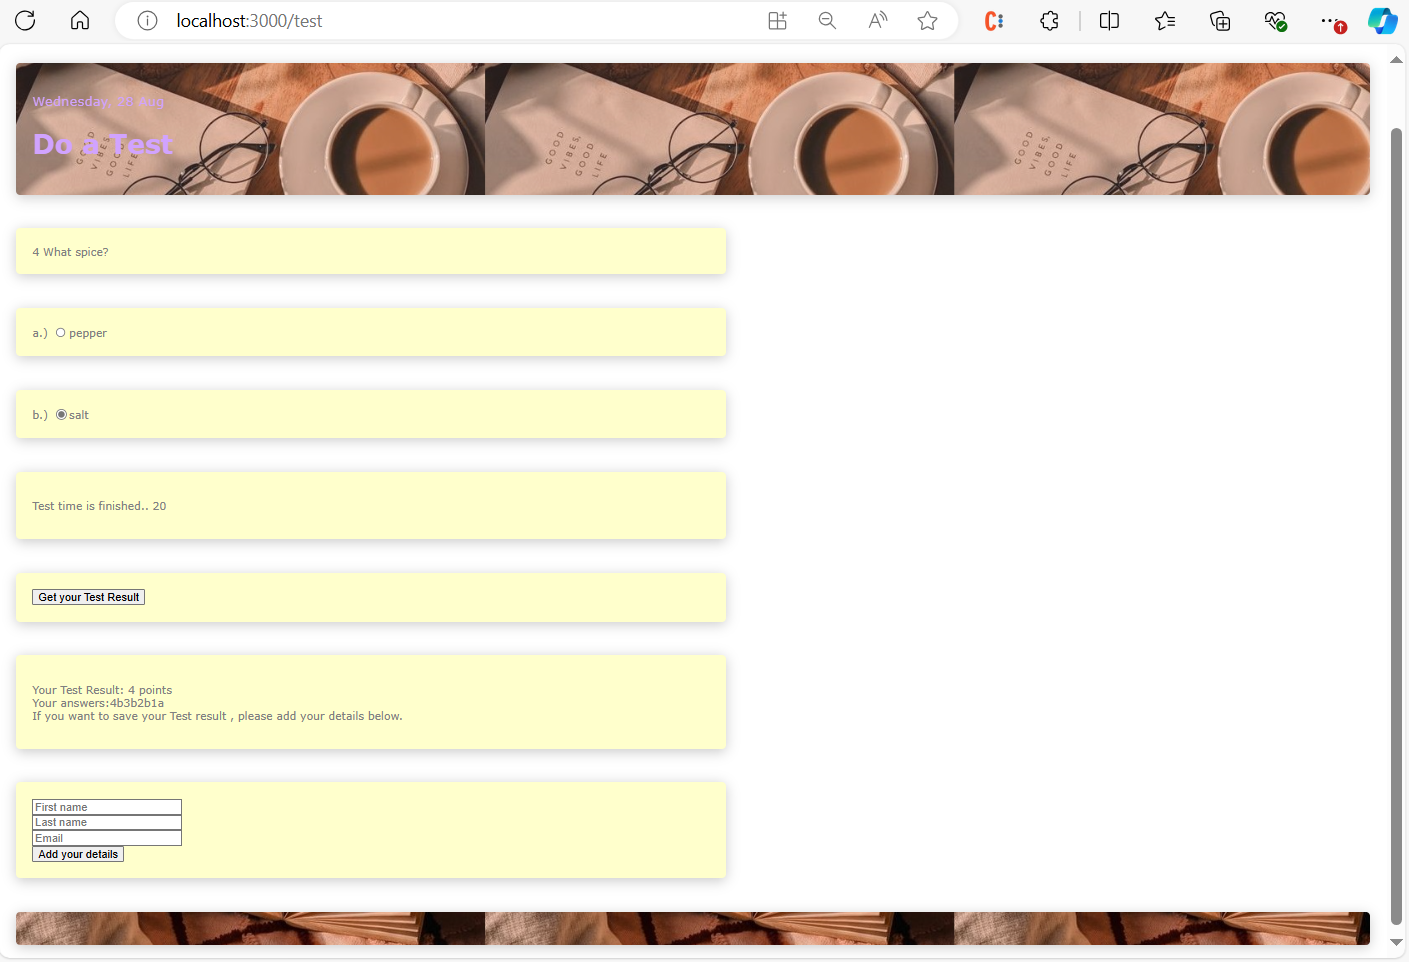 localhost:3000/test
Wednesday, 28 Aug
Do a Test
GOOD VIBES, GOOD LIFE
GOOD VIBES, GOOD LIFE
GOOD VIBES, GOOD LIFE
4 What spice?
a.) pepper
b.) salt
Test time is finished.. 20
Get your Test Result
Your Test Result: 4 points
Your answers:4b3b2b1a
If you want to save your Test result , please add your details below.
First name
Last name
Email
Add your details